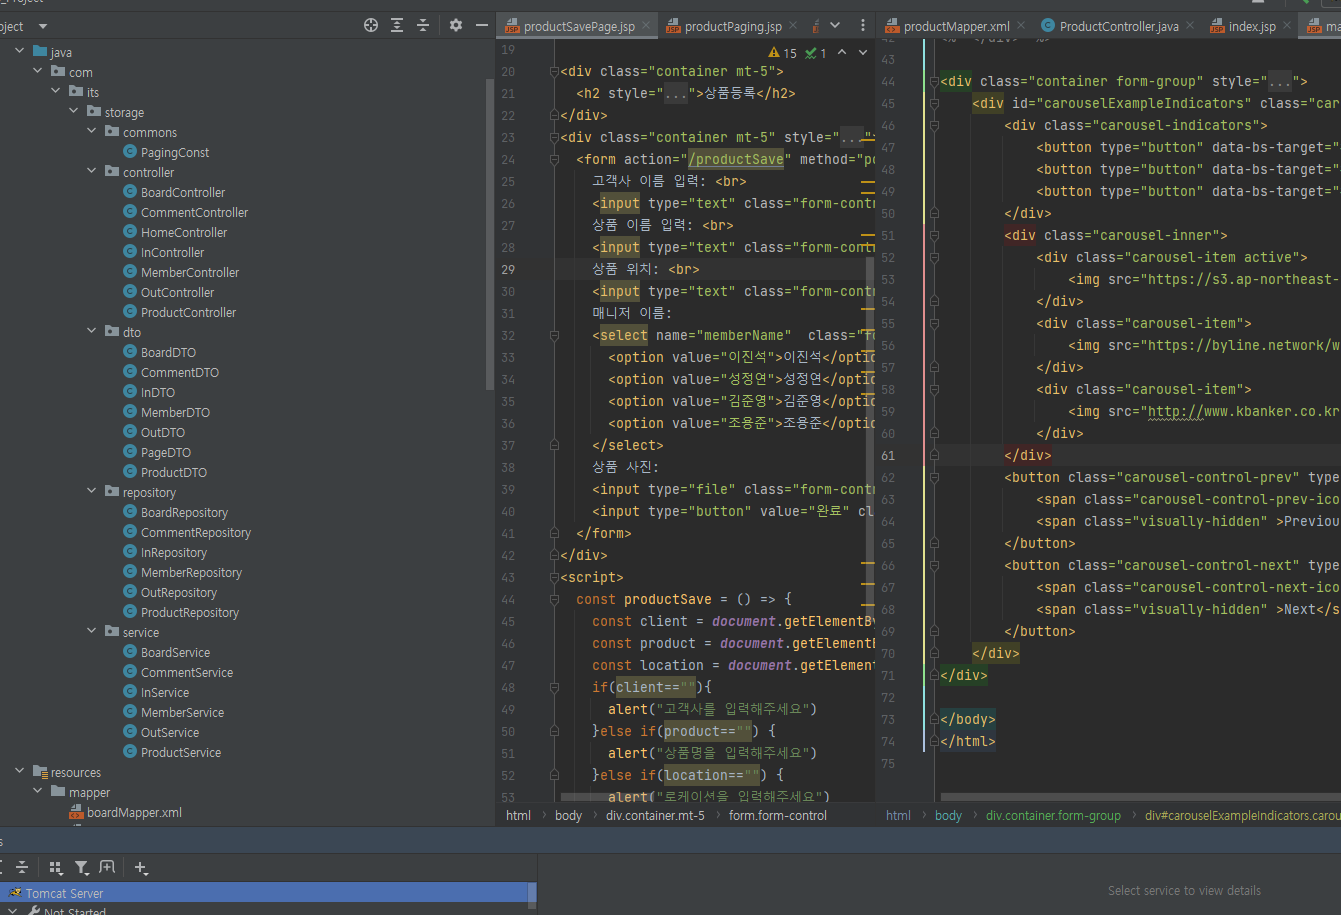 _Project
oject
java
com
its
storage
commons
PagingConst
controller
BoardController
CommentController
HomeController
InController
MemberController
OutController
ProductController
dto
BoardDTO
CommentDTO
InDTO
MemberDTO
OutDTO
PageDTO
ProductDTO
repository
BoardRepository
CommentRepository
InRepository
MemberRepository
OutRepository
ProductRepository
service
BoardService
CommentService
InService
MemberService
OutService
ProductService
resources
mapper
boardMapper.xml
productSavePage.jsp productPaging.jsp
15 1
19
20 <div class="container mt-5">
21 <h2 style="...">상품등록</h2>
22 </div>
23 <div class="container mt-5" style="...">
24 <form action="/productSave" method="po
25 고객사 이름 입력: <br>
26 <input type="text" class="form-contr
27 상품 이름 입력: <br>
28 <input type="text" class="form-contr
29 상품 위치: <br>
30 <input type="text" class="form-contr
31 매니저 이름:
32 <select name="memberName" class="fo
33 <option value="이진석">이진석</optio
34 <option value="성정연">성정연</optio
35 <option value="김준영">김준영</optio
36 <option value="조용준">조용준</optio
37 </select>
38 상품 사진:
39 <input type="file" class="form-contr
40 <input type="button" value="완료" cl
41 </form>
42 </div>
43 <script>
44 const productSave = () => {
45 const client = document.getElementBy
46 const product = document.getElementB
47 const location = document.getElement
48 if(client==""){
49 alert("고객사를 입력해주세요")
50 }else if(product=="") {
51 alert("상품명을 입력해주세요")
52 }else if(location=="") {
53 alert("로케이션을 입력해주세요")
html body div.container.mt-5 form.form-control
productMapper.xml ProductController.java index.jsp ma
42 <%-- </div>--%>
43
44 <div class="container form-group" style="...">
45 <div id="carouselExampleIndicators" class="car
46 <div class="carousel-indicators">
47 <button type="button" data-bs-target="
48 <button type="button" data-bs-target="
49 <button type="button" data-bs-target="
50 </div>
51 <div class="carousel-inner">
52 <div class="carousel-item active">
53 <img src="https://s3.ap-northeast-
54 </div>
55 <div class="carousel-item">
56 <img src="https://byline.network/w
57 </div>
58 <div class="carousel-item">
59 <img src="http://www.kbanker.co.kr
60 </div>
61 </div>
62 <button class="carousel-control-prev" type
63 <span class="carousel-control-prev-ico
64 <span class="visually-hidden" >Previou
65 </button>
66 <button class="carousel-control-next" type
67 <span class="carousel-control-next-ico
68 <span class="visually-hidden" >Next</s
69 </button>
70 </div>
71 </div>
72
73 </body>
74 </html>
75
html body div.container.form-group div#carouselExampleIndicators.carou
s
Tomcat Server
Not Started
Select service to view details